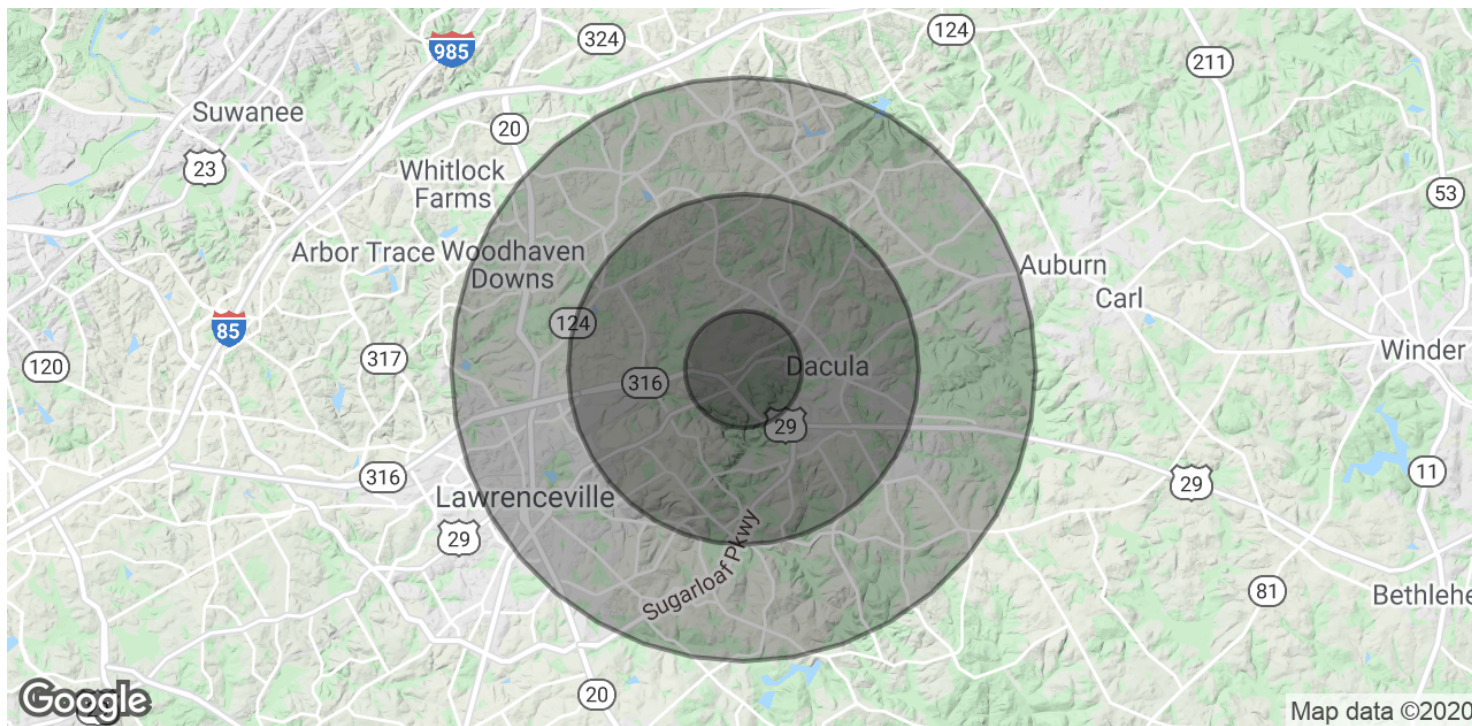 124
324
985
211
Suwanee
20
23
Whitlock
Farms
53
Arbor Trace
Woodhaven
Downs
Auburn
Carl
124
85
317
120
Winder
Dacula
316
29
316
11
29
Lawrenceville
29
Sugarloaf Pkwy
81
Bethlehe
20
Google
Map data ©2020